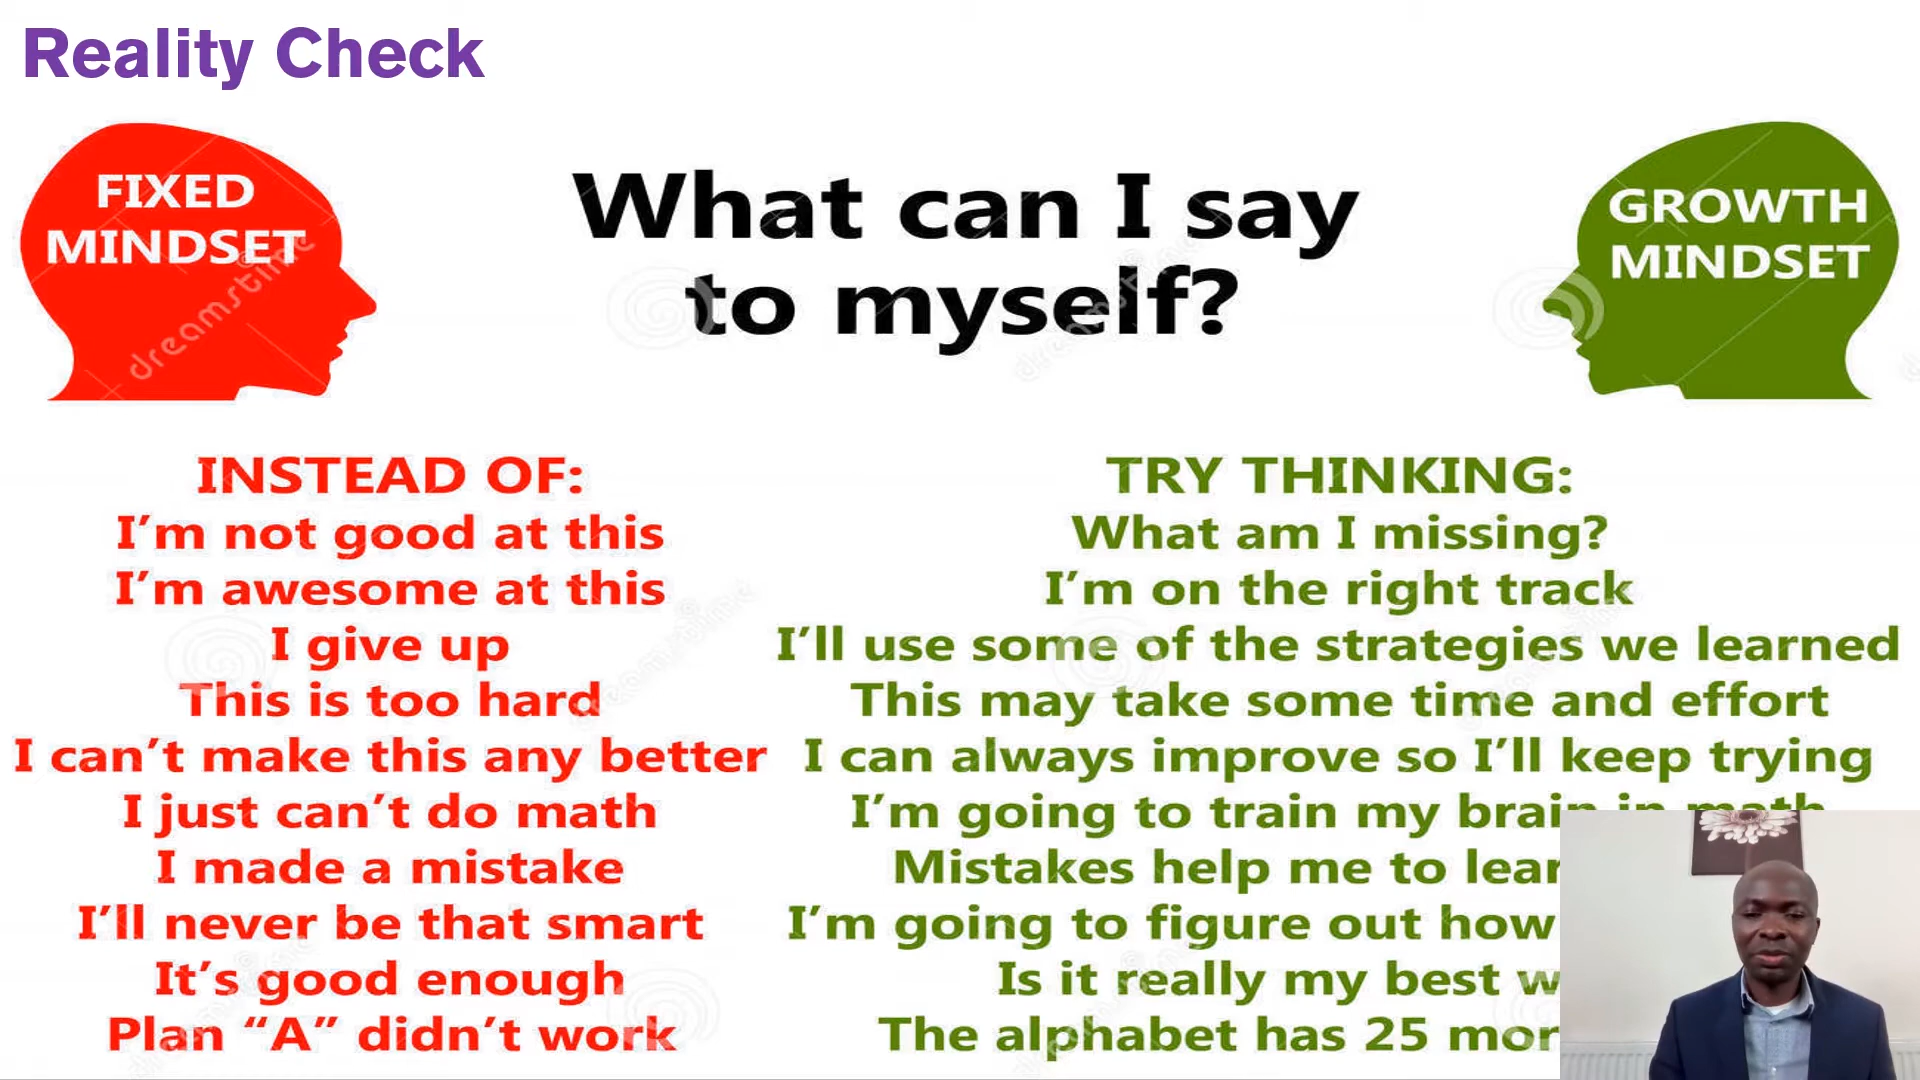 Reality Check
FIXED
MINDSET
What can I say
to myself?
GROWTH
MINDSET
INSTEAD OF:
I’m not good at this
I’m awesome at this
I give up
This is too hard
I can’t make this any better
I just can’t do math
I made a mistake
I’ll never be that smart
It’s good enough
Plan “A” didn’t work
TRY THINKING:
What am I missing?
I’m on the right track
I’ll use some of the strategies we learned
This may take some time and effort
I can always improve so I’ll keep trying
I’m going to train my brain in math
Mistakes help me to
I’m going to figure out how
Is it really my best
The alphabet has 25
dreamstime